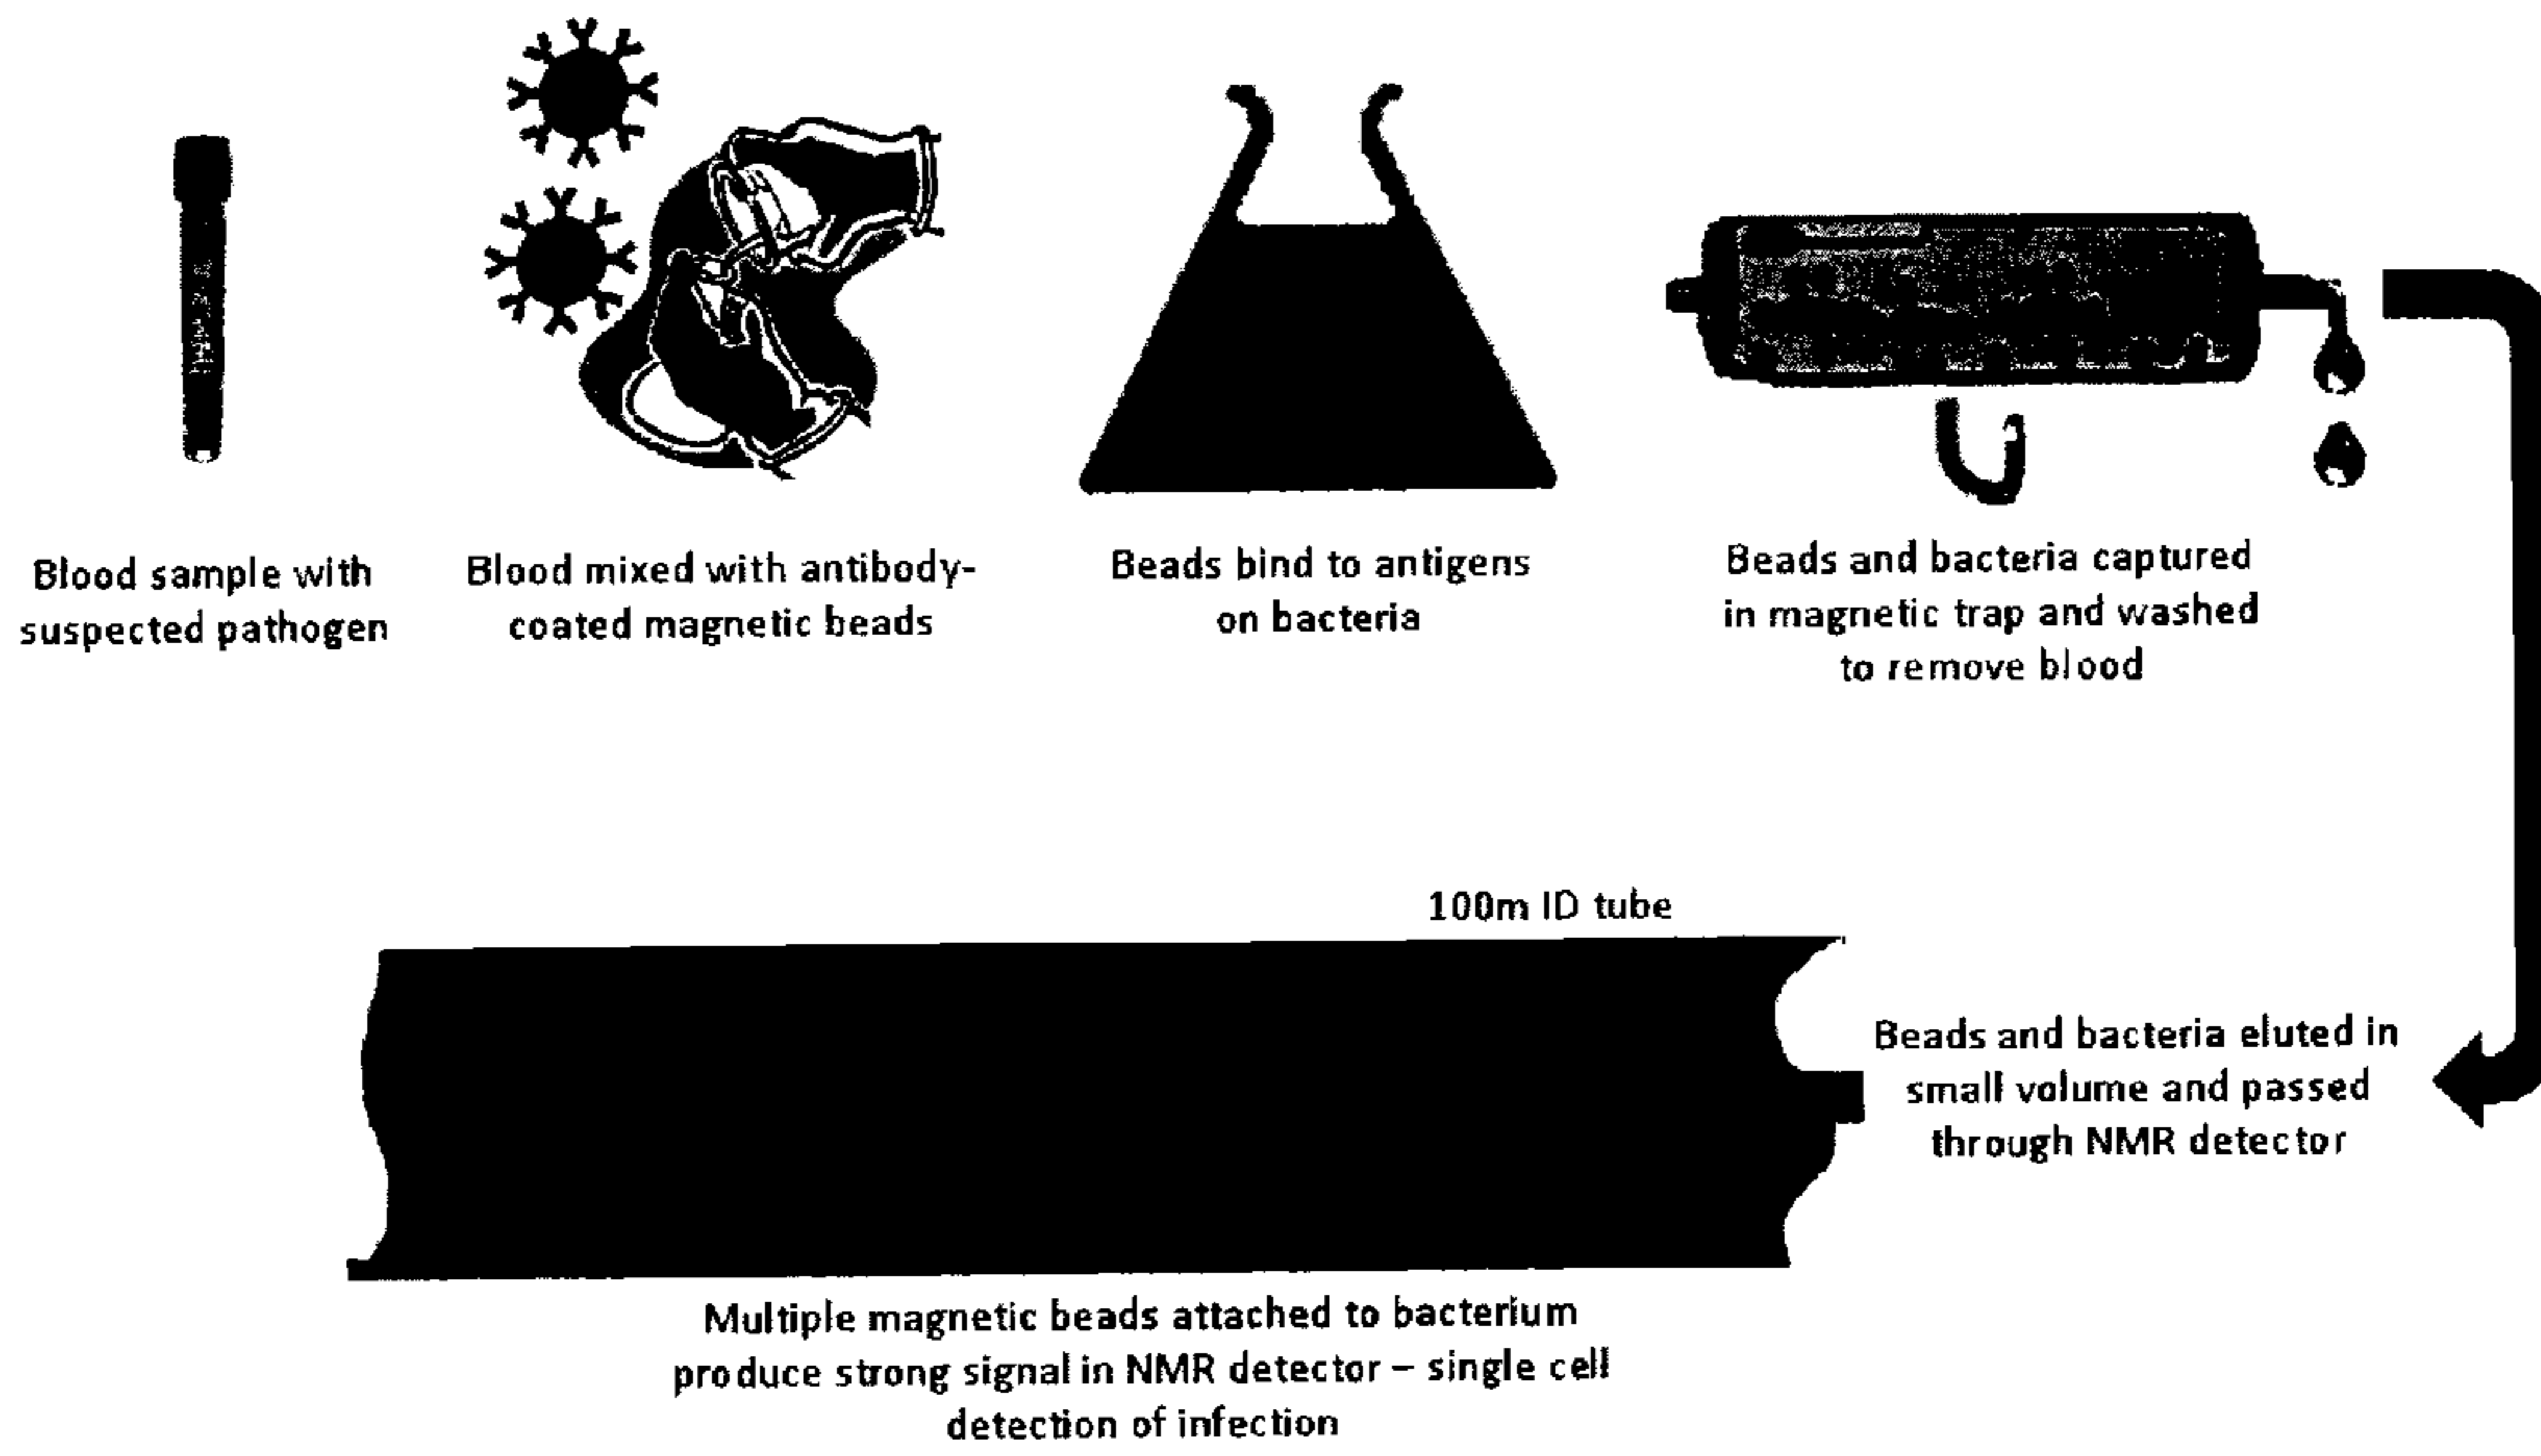 Blood sample with
suspected pathogen
Blood mixed with antibody-
coated magnetic beads
Beads bind to antigens
on bacteria
Beads and bacteria captured
in magnetic trap and washed
to remove blood
100m ID tube
Beads and bacteria eluted in
small volume and passed
through NMR detector
Multiple magnetic beads attached to bacterium
produce strong signal in NMR detector – single cell
detection of infection